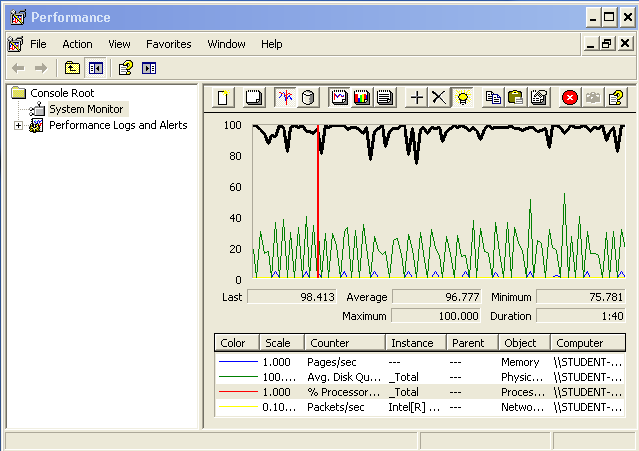 Performance
File Action View Favorites Window Help
Console Root
System Monitor
Performance Logs and Alerts
100
80
60
40
20
0
Last 98.413 Average 96.777 Minimum 75.781
Maximum 100.000 Duration 1:40
Color Scale Counter Instance Parent Object Computer
1.000 Pages/sec --- --- Memory \\STUDENT-...
100.... Avg. Disk Qu... _Total --- Physic... \\STUDENT-...
1.000 % Processor... _Total --- Proces... \\STUDENT-...
0.10... Packets/sec Intel[R] ... --- Netwo... \\STUDENT-...